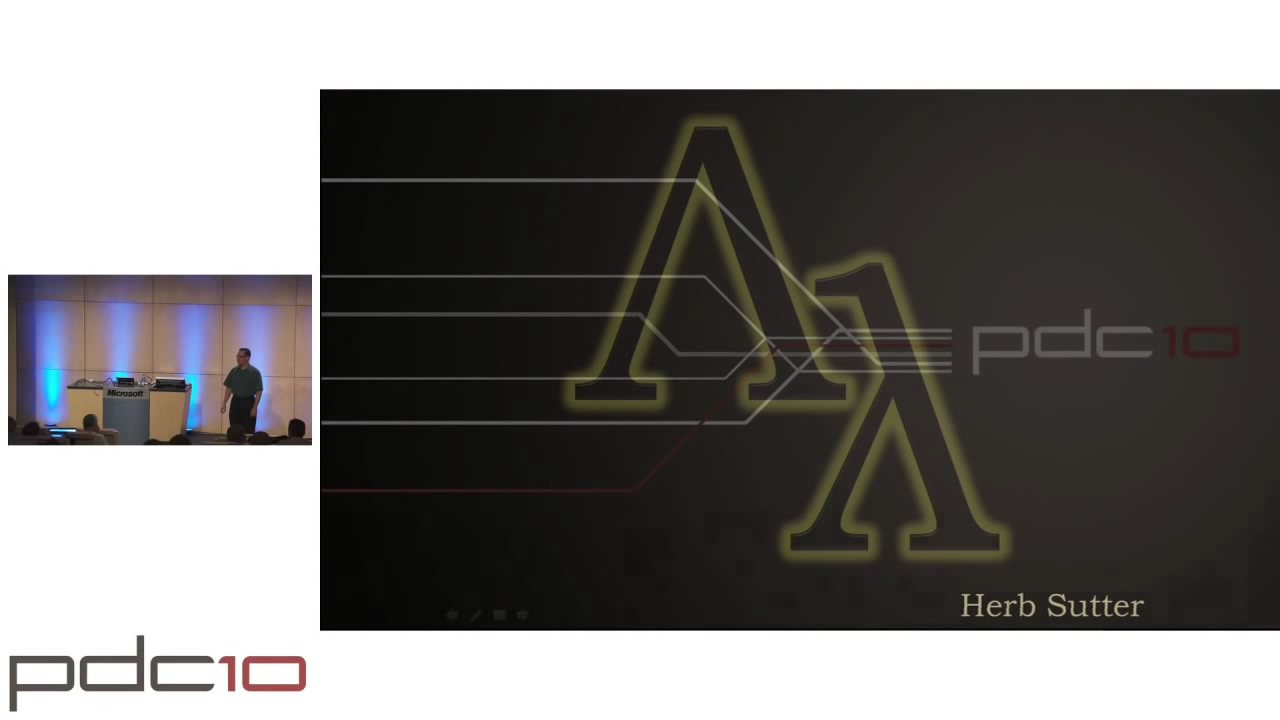 Λ
λ
pdc10
Herb Sutter
Microsoft
pdc10